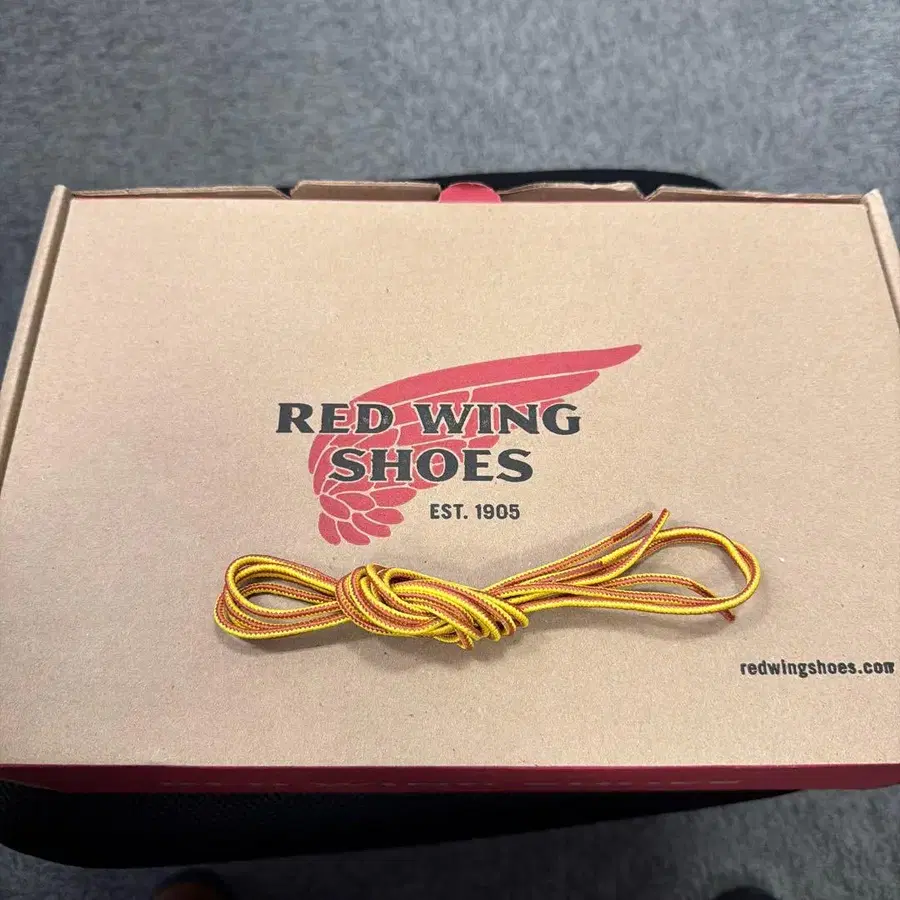 RED WING
SHOES
EST. 1905
redwingshoes.com